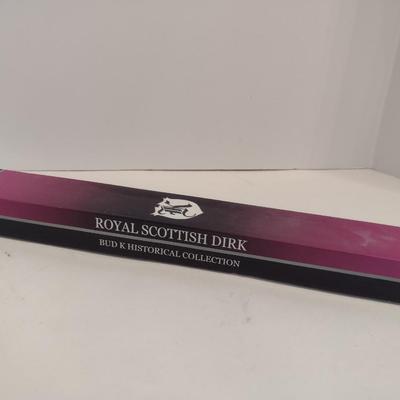 ROYAL SCOTTISH DIRK
BUD K HISTORICAL COLLECTION